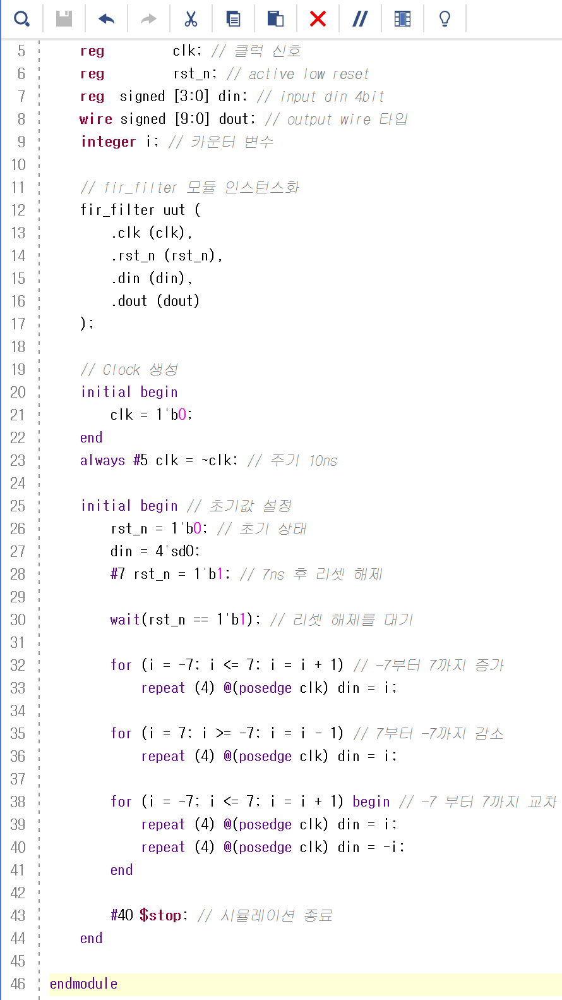 5 reg clk; // 클럭 신호
6 reg rst_n; // active low reset
7 reg signed [3:0] din; // input din 4bit
8 wire signed [9:0] dout; // output wire 타입
9 integer i; // 카운터 변수
10
11 // fir_filter 모듈 인스턴스화
12 fir_filter uut (
13 .clk (clk),
14 .rst_n (rst_n),
15 .din (din),
16 .dout (dout)
17 );
18
19 // Clock 생성
20 initial begin
21 clk = 1'b0;
22 end
23 always #5 clk = ~clk; // 주기 10ns
24
25 initial begin // 초기값 설정
26 rst_n = 1'b0; // 초기 상태
27 din = 4'sd0;
28 #7 rst_n = 1'b1; // 7ns 후 리셋 해제
29
30 wait(rst_n == 1'b1); // 리셋 해제를 대기
31
32 for (i = -7; i <= 7; i = i + 1) // -7부터 7까지 증가
33 repeat (4) @(posedge clk) din = i;
34
35 for (i = 7; i >= -7; i = i - 1) // 7부터 -7까지 감소
36 repeat (4) @(posedge clk) din = i;
37
38 for (i = -7; i <= 7; i = i + 1) begin // -7 부터 7까지 교차
39 repeat (4) @(posedge clk) din = i;
40 repeat (4) @(posedge clk) din = -i;
41 end
42
43 #40 $stop; // 시뮬레이션 종료
44 end
45
46 endmodule